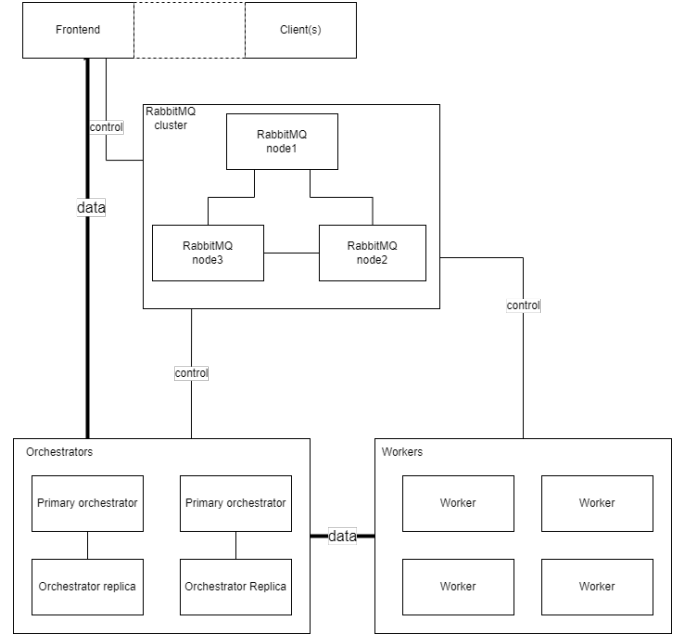 Frontend
Client(s)
RabbitMQ
cluster
control
RabbitMQ
node1
data
RabbitMQ
node3
RabbitMQ
node2
control
control
Orchestrators
Workers
Primary orchestrator
Primary orchestrator
Worker
Worker
data
Orchestrator replica
Orchestrator Replica
Worker
Worker